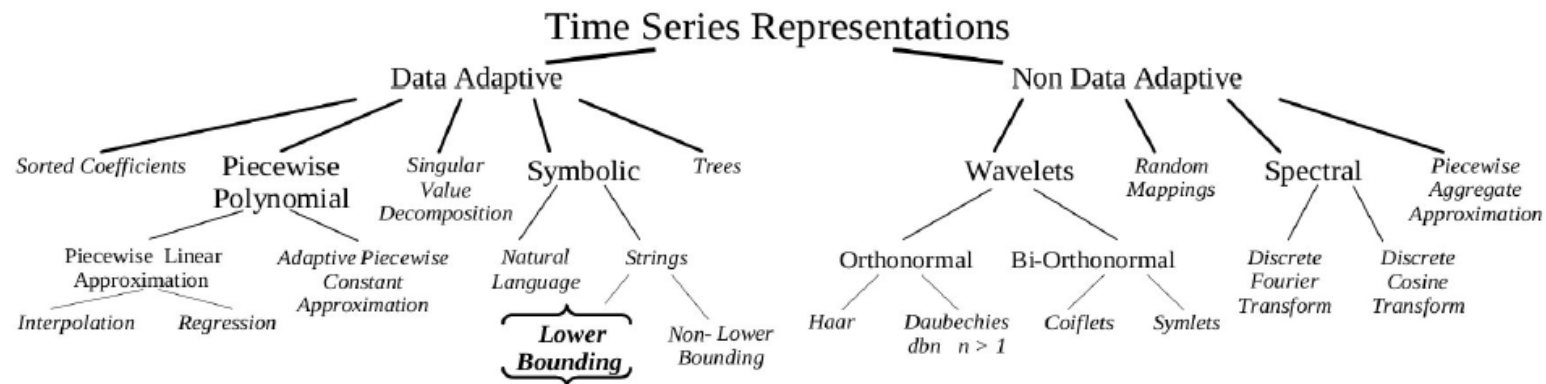 Time Series Representations
Data Adaptive
Non Data Adaptive
Sorted Coefficients
Piecewise
Polynomial
Singular
Value
Decomposition
Symbolic
Trees
Wavelets
Random
Mappings
Spectral
Piecewise
Aggregate
Approximation
Piecewise Linear
Approximation
Adaptive Piecewise
Constant
Approximation
Natural
Language
Strings
Orthonormal
Bi-Orthonormal
Discrete
Fourier
Transform
Discrete
Cosine
Transform
Interpolation
Regression
Lower
Bounding
Non- Lower
Bounding
Haar
Daubechies
dbn n > 1
Coiflets
Symlets